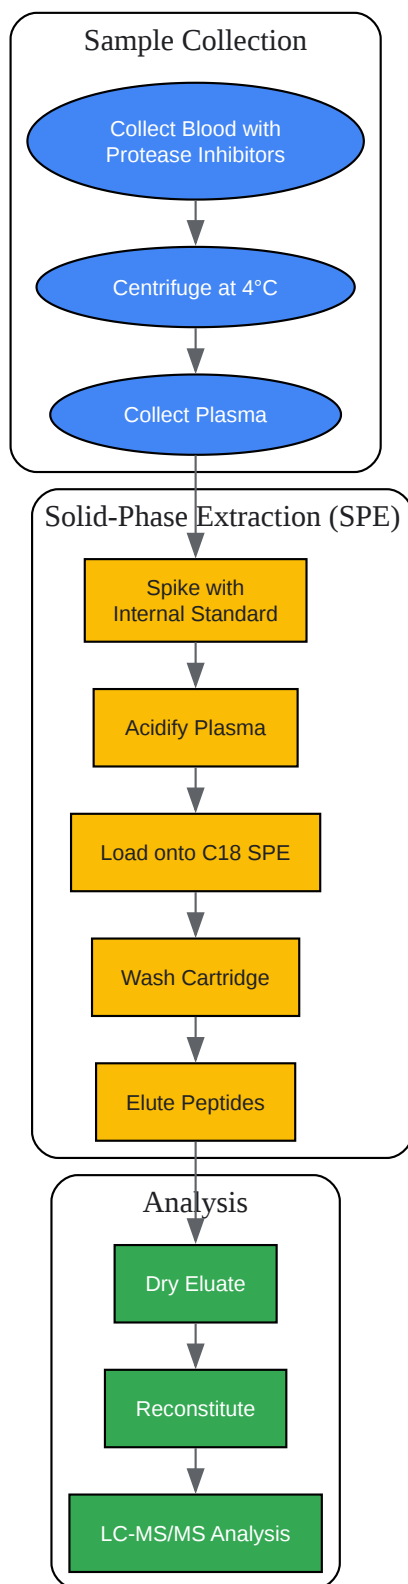 Sample Collection
Collect Blood with
Protease Inhibitors
Centrifuge at 4°C
Collect Plasma
Solid-Phase Extraction (SPE)
Spike with
Internal Standard
Acidify Plasma
Load onto C18 SPE
Wash Cartridge
Elute Peptides
Analysis
Dry Eluate
Reconstitute
LC-MS/MS Analysis